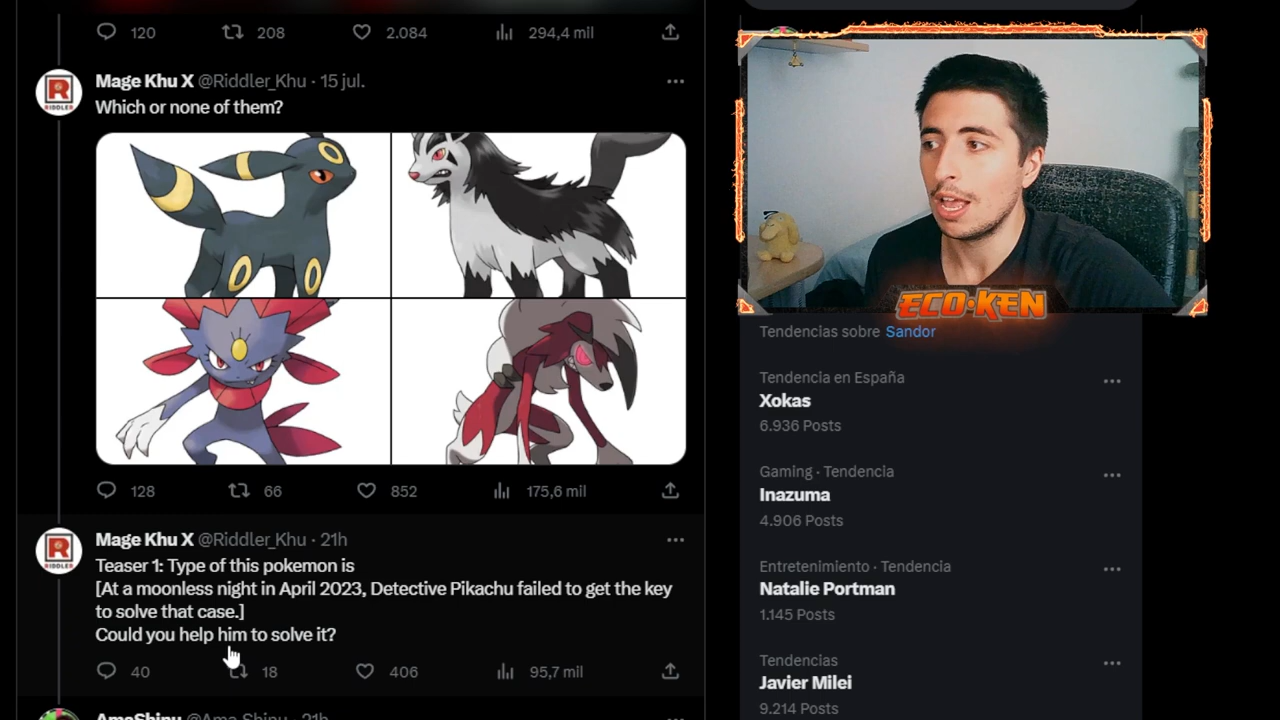 120 208 2.084 294,4 mil
Mage Khu X @Riddler_Khu · 15 jul.
Which or none of them?
R
RIDDLER
128 66 852 175,6 mil
Mage Khu X @Riddler_Khu · 21h
Teaser 1: Type of this pokemon is
[At a moonless night in April 2023, Detective Pikachu failed to get the key
to solve that case.]
Could you help him to solve it?
R
RIDDLER
40 18 406 95,7 mil
AmaShinu @Ama_Shinu · 21h
ECO·KEN
Tendencias sobre Sandor
Tendencia en España
Xokas
6.936 Posts
Gaming · Tendencia
Inazuma
4.906 Posts
Entretenimiento · Tendencia
Natalie Portman
1.145 Posts
Tendencias
Javier Milei
9.214 Posts